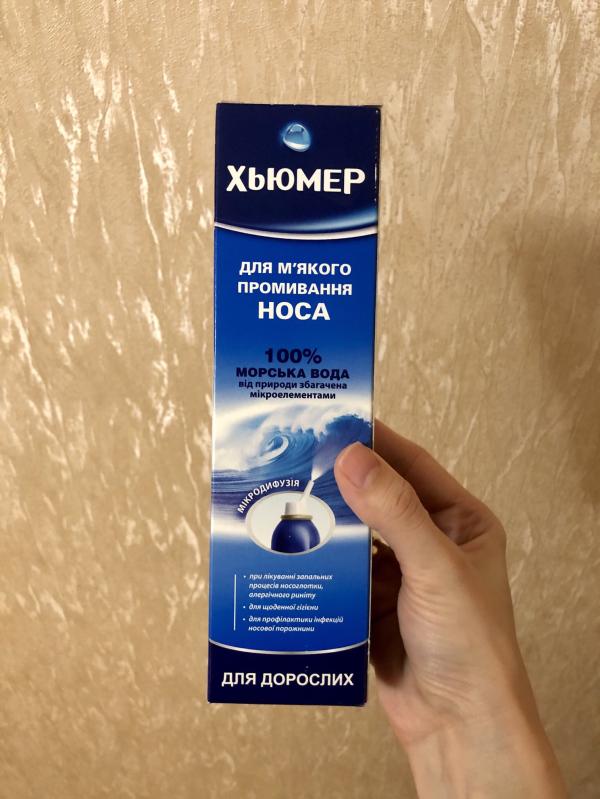 ХЬЮМЕР
ДЛЯ М'ЯКОГО
ПРОМИВАННЯ
НОСА
100%
МОРСЬКА ВОДА
від природи збагачена
мікроелементами
МІКРОДИФУЗІЯ
• при лікуванні запальних
процесів носоглотки,
алергічного риніту
• для щоденної гігієни
• для профілактики інфекцій
носової порожнини
ДЛЯ ДОРОСЛИХ